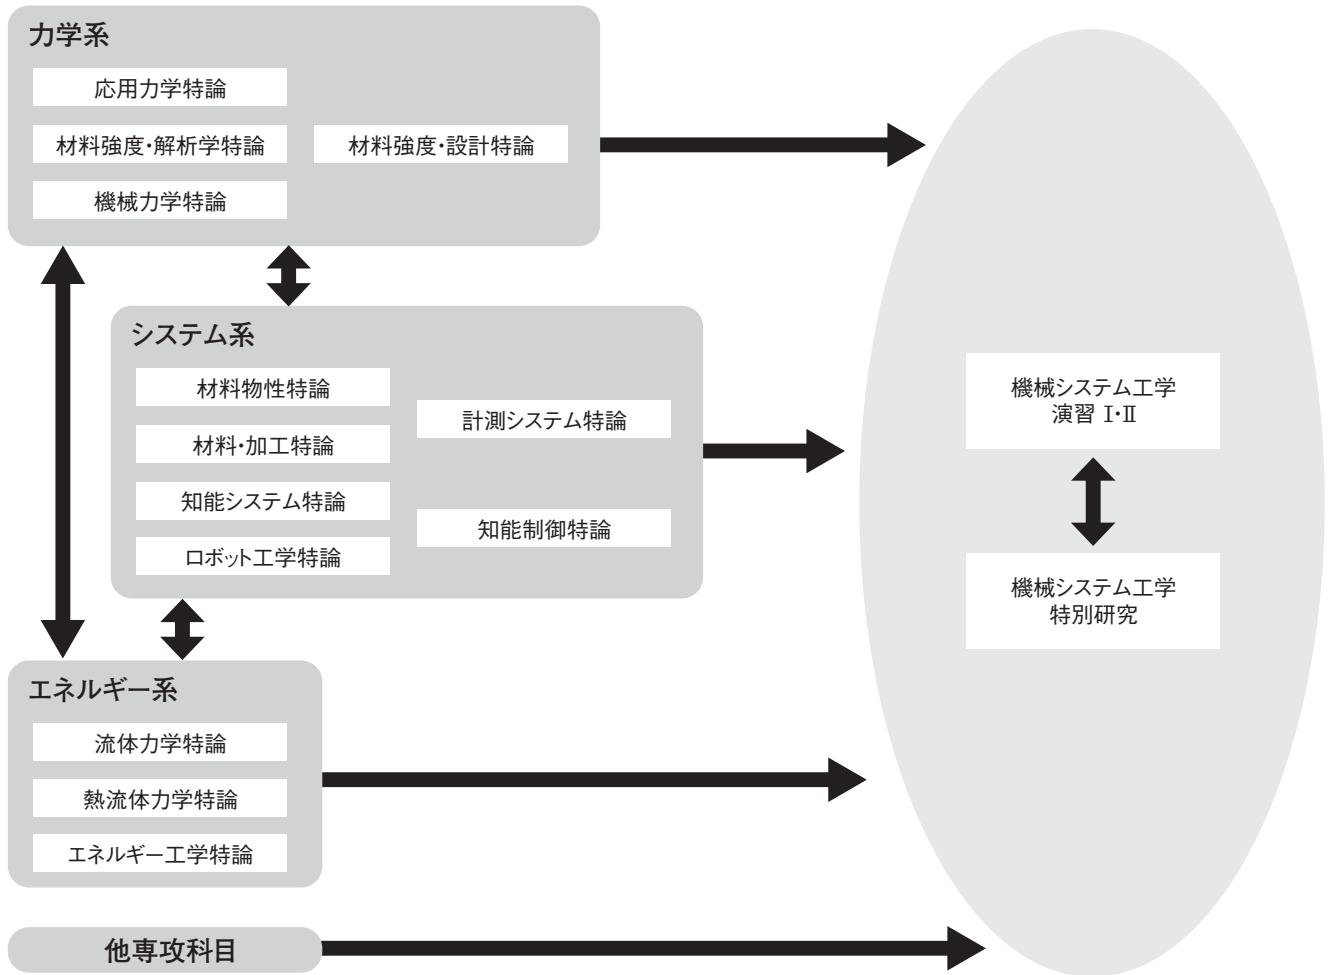 力学系
応用力学特論
材料強度・解析学特論
材料強度・設計特論
機械力学特論
システム系
材料物性特論
計測システム特論
材料・加工特論
知能システム特論
知能制御特論
ロボット工学特論
機械システム工学
演習 I・II
機械システム工学
特別研究
エネルギー系
流体力学特論
熱流体力学特論
エネルギー工学特論
他専攻科目